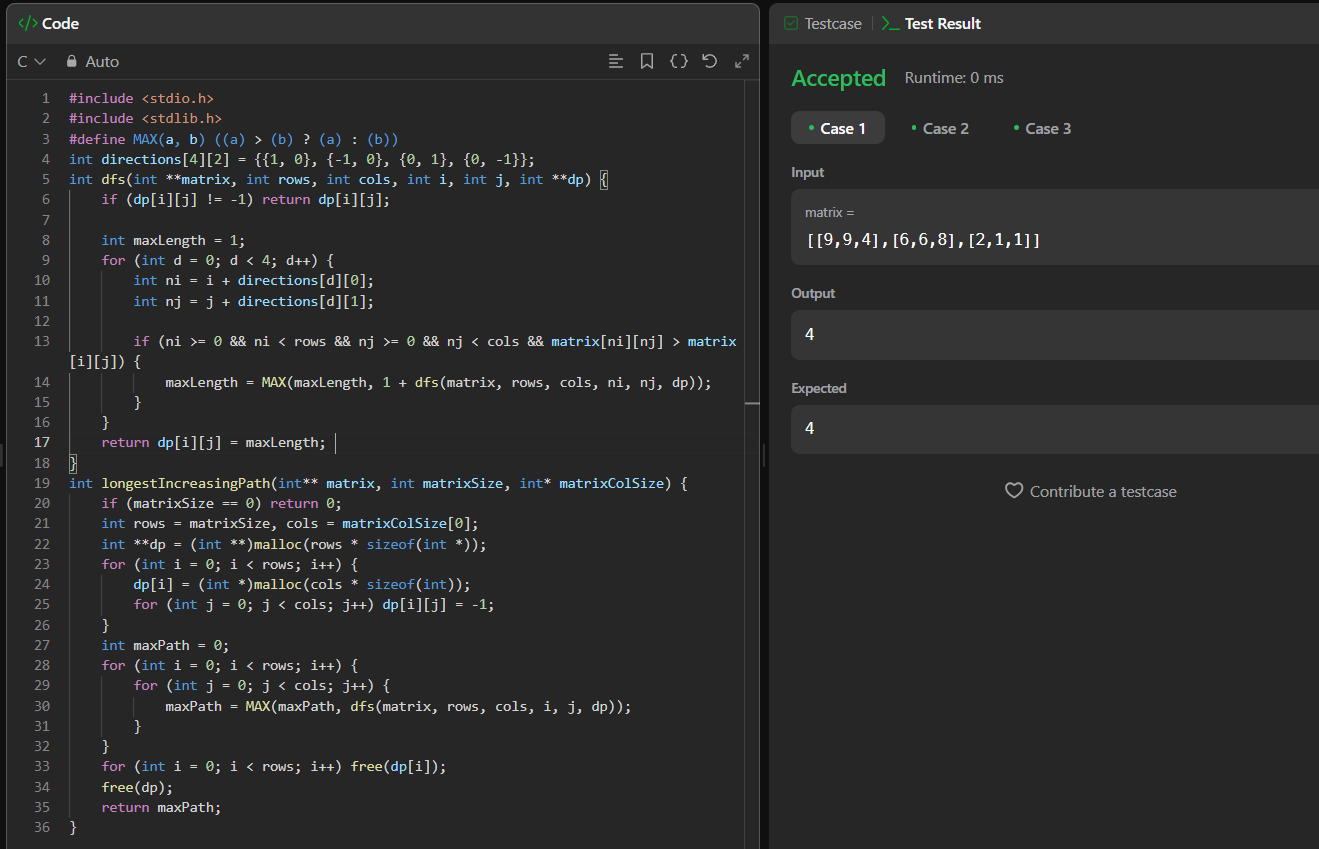 </> Code
C Auto
1 #include <stdio.h>
2 #include <stdlib.h>
3 #define MAX(a, b) ((a) > (b) ? (a) : (b))
4 int directions[4][2] = {{1, 0}, {-1, 0}, {0, 1}, {0, -1}};
5 int dfs(int **matrix, int rows, int cols, int i, int j, int **dp) {
6     if (dp[i][j] != -1) return dp[i][j];
7
8     int maxLength = 1;
9     for (int d = 0; d < 4; d++) {
10         int ni = i + directions[d][0];
11         int nj = j + directions[d][1];
12
13         if (ni >= 0 && ni < rows && nj >= 0 && nj < cols && matrix[ni][nj] > matrix
[i][j]) {
14             maxLength = MAX(maxLength, 1 + dfs(matrix, rows, cols, ni, nj, dp));
15         }
16     }
17     return dp[i][j] = maxLength;
18 }
19 int longestIncreasingPath(int** matrix, int matrixSize, int* matrixColSize) {
20     if (matrixSize == 0) return 0;
21     int rows = matrixSize, cols = matrixColSize[0];
22     int **dp = (int **)malloc(rows * sizeof(int *));
23     for (int i = 0; i < rows; i++) {
24         dp[i] = (int *)malloc(cols * sizeof(int));
25         for (int j = 0; j < cols; j++) dp[i][j] = -1;
26     }
27     int maxPath = 0;
28     for (int i = 0; i < rows; i++) {
29         for (int j = 0; j < cols; j++) {
30             maxPath = MAX(maxPath, dfs(matrix, rows, cols, i, j, dp));
31         }
32     }
33     for (int i = 0; i < rows; i++) free(dp[i]);
34     free(dp);
35     return maxPath;
36 }
Testcase | >_ Test Result
Accepted Runtime: 0 ms
• Case 1 • Case 2 • Case 3
Input
matrix =
[[9,9,4],[6,6,8],[2,1,1]]
Output
4
Expected
4
Contribute a testcase